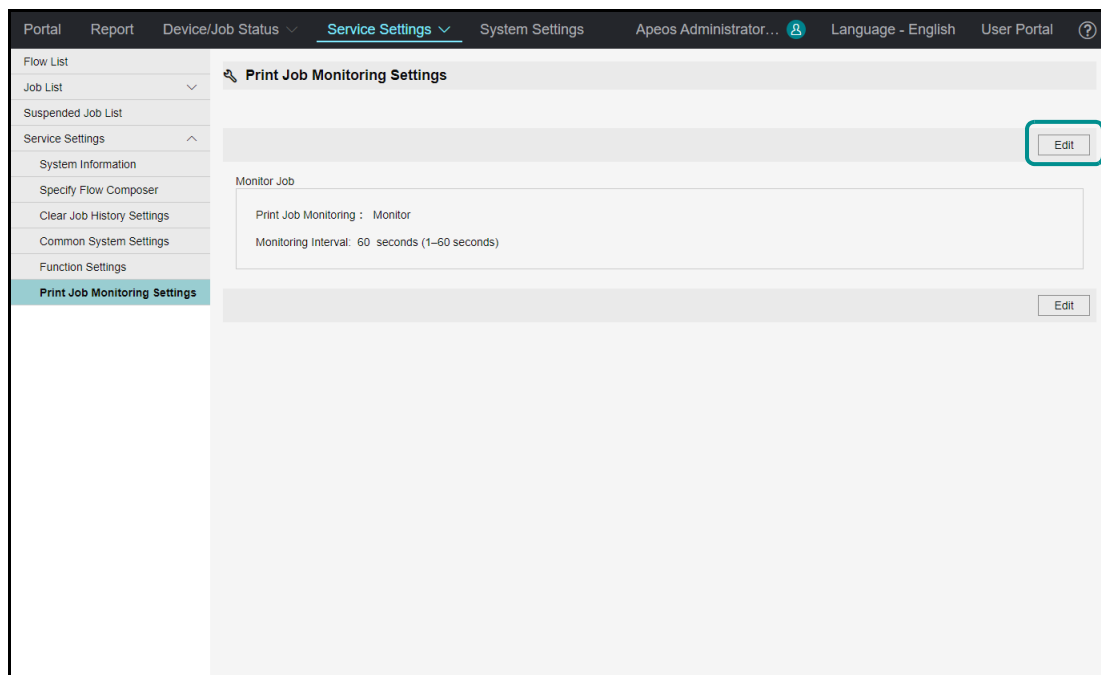 Portal Report Device/Job Status Service Settings System Settings Apeos Administrator... Language - English User Portal ?
Flow List
Job List
Suspended Job List
Service Settings
System Information
Specify Flow Composer
Clear Job History Settings
Common System Settings
Function Settings
Print Job Monitoring Settings
Print Job Monitoring Settings
Edit
Monitor Job
Print Job Monitoring : Monitor
Monitoring Interval: 60 seconds (1–60 seconds)
Edit